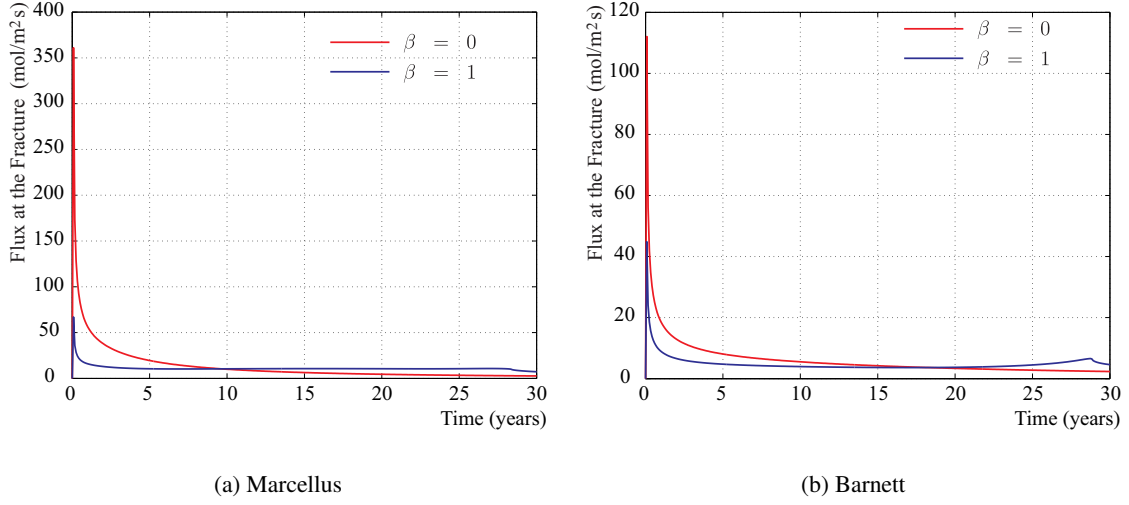 Flux at the Fracture (mol/m²s)
400
350
300
250
200
150
100
50
0
0 5 10 15 20 25 30
Time (years)
β = 0
β = 1
(a) Marcellus
Flux at the Fracture (mol/m²s)
120
100
80
60
40
20
0
0 5 10 15 20 25 30
Time (years)
β = 0
β = 1
(b) Barnett